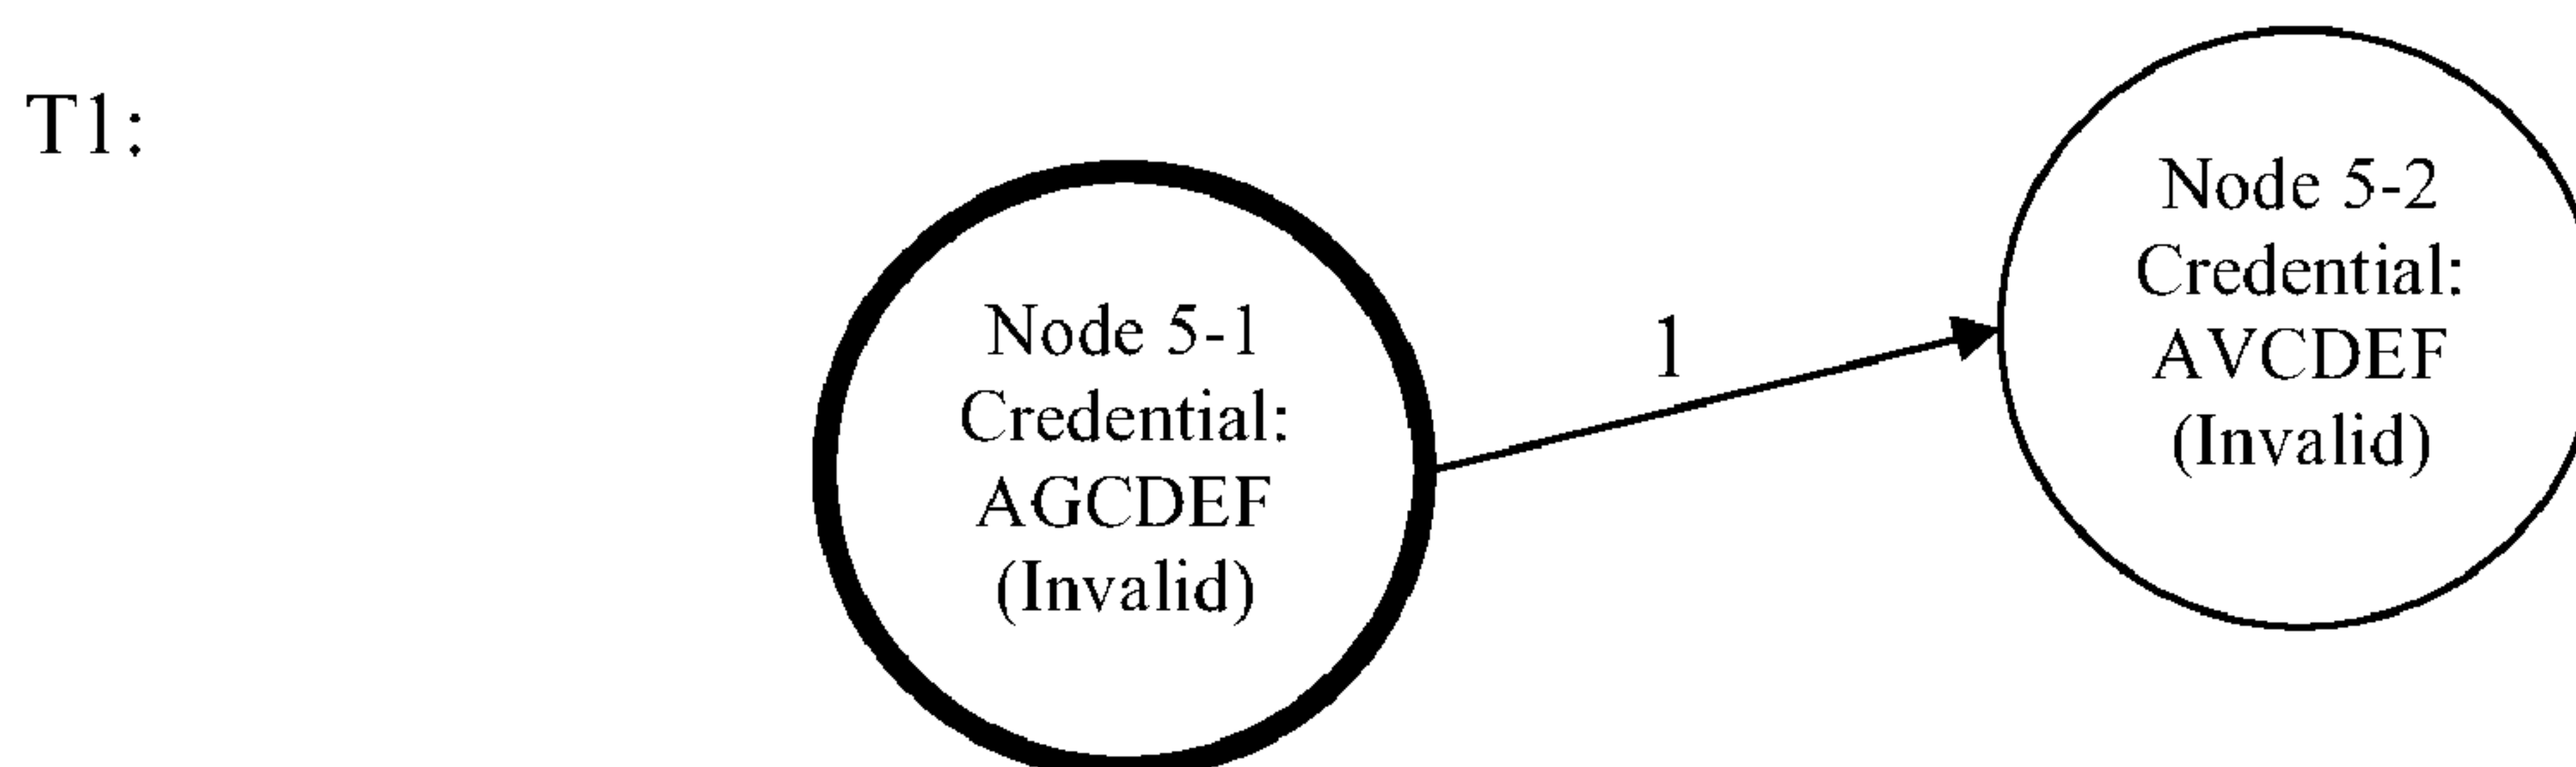 T1:
Node 5-1
Credential:
AGCDEF
(Invalid)
1
Node 5-2
Credential:
AVCDEF
(Invalid)